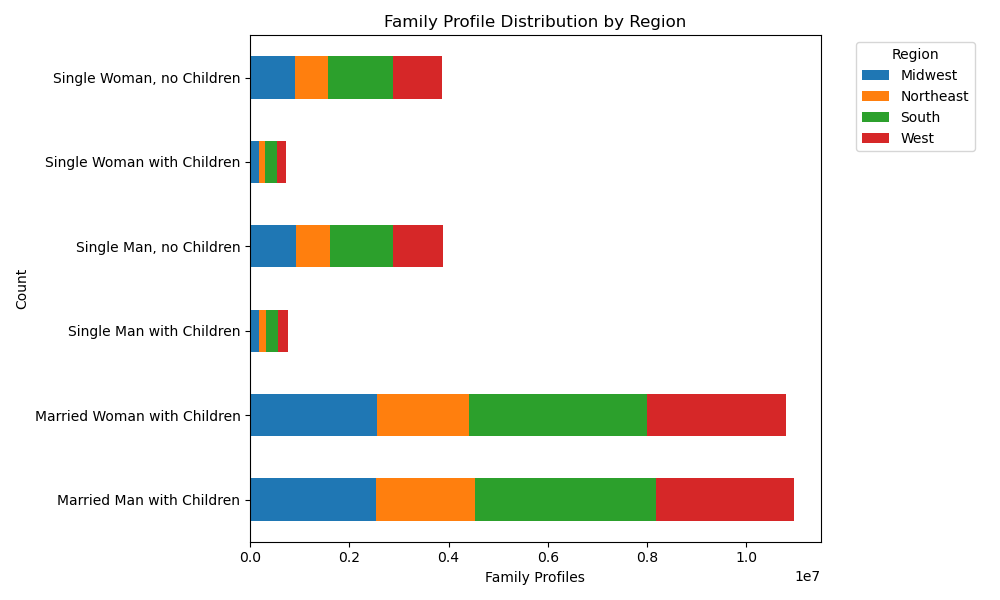 Family Profile Distribution by Region
Region
Midwest
Northeast
South
West
Single Woman, no Children
Single Woman with Children
Single Man, no Children
Single Man with Children
Married Woman with Children
Married Man with Children
Count
0.0 0.2 0.4 0.6 0.8 1.0
1e7
Family Profiles